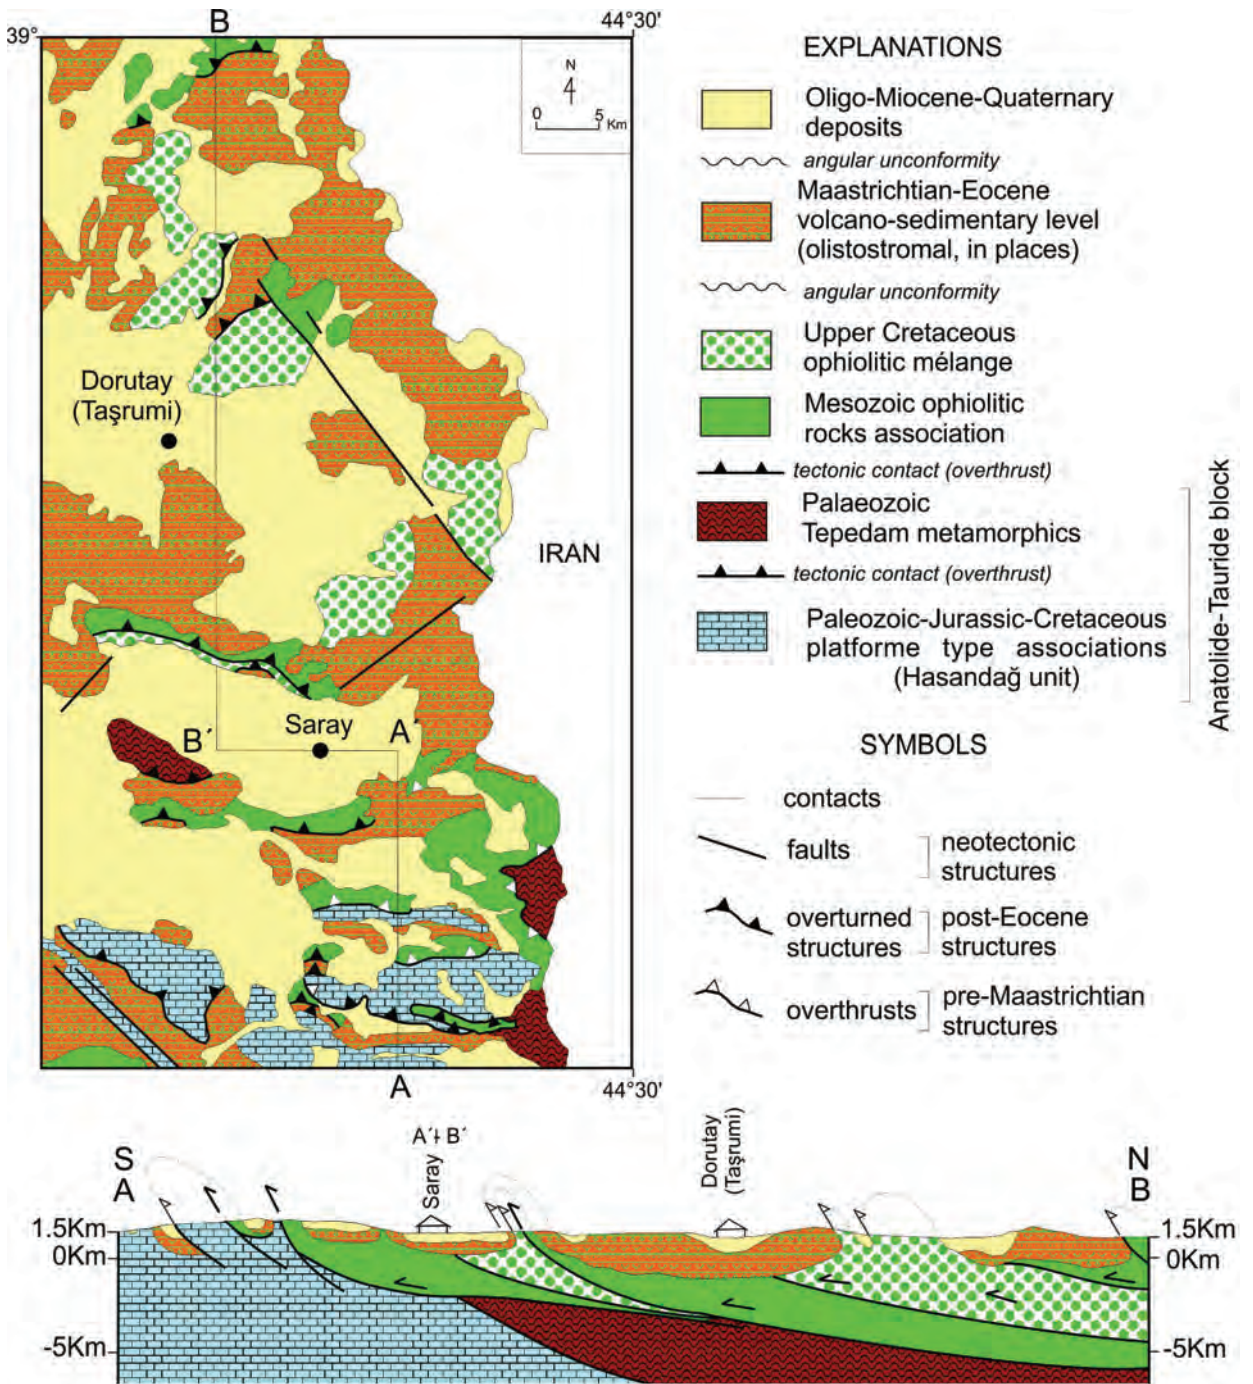 B
39°
44°30'
N
0 5 Km
Dorutay
(Taşrumi)
IRAN
Saray
B´
A´
A
44°30'
EXPLANATIONS
Oligo-Miocene-Quaternary
deposits
angular unconformity
Maastrichtian-Eocene
volcano-sedimentary level
(olistostromal, in places)
angular unconformity
Upper Cretaceous
ophiolitic mélange
Mesozoic ophiolitic
rocks association
tectonic contact (overthrust)
Palaeozoic
Tepedam metamorphics
tectonic contact (overthrust)
Paleozoic-Jurassic-Cretaceous
platforme type associations
(Hasandağ unit)
Anatolide-Tauride block
SYMBOLS
contacts
faults
neotectonic
structures
overturned
structures
post-Eocene
structures
overthrusts
pre-Maastrichtian
structures
S
A
Saray
A´ B´
Dorutay
(Taşrumi)
N
B
1.5Km
0Km
-5Km
1.5Km
0Km
-5Km